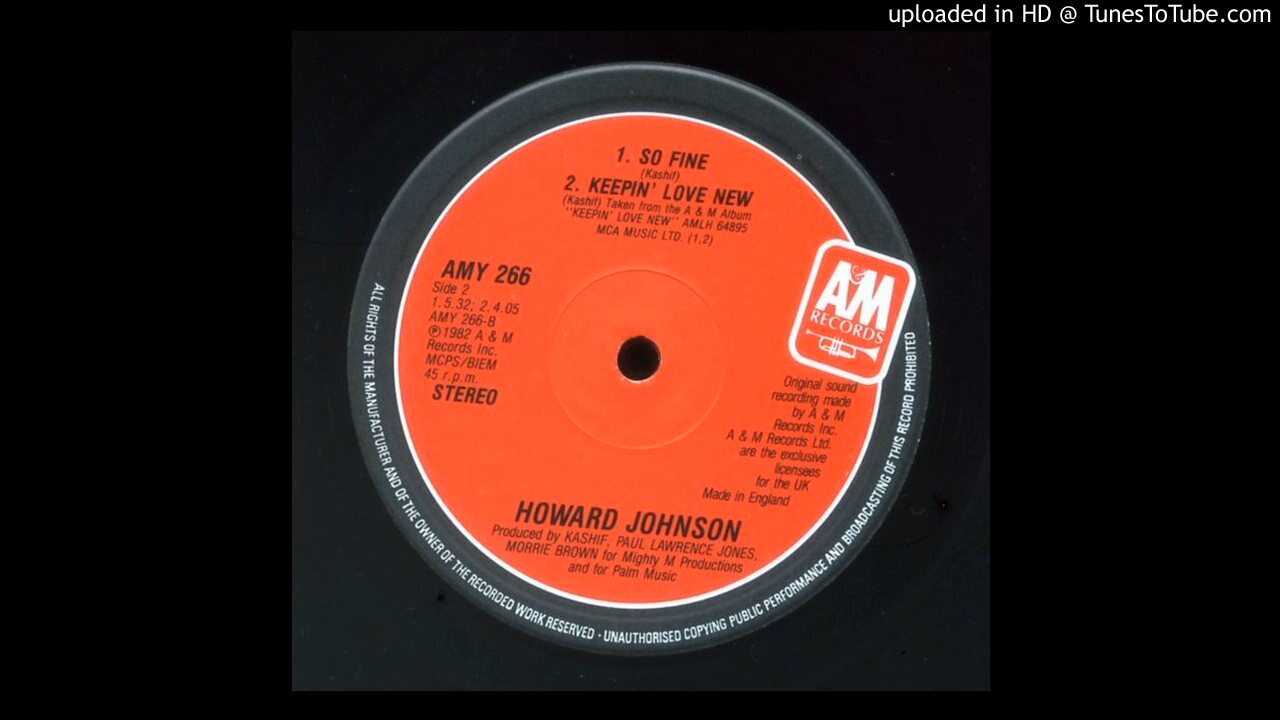 uploaded in HD @ TunesToTube.com
1. SO FINE
(Kashif)
2. KEEPIN' LOVE NEW
(Kashif) Taken from the A & M Album
"KEEPIN' LOVE NEW" AMLH 64895
MCA MUSIC LTD. (1,2)
AMY 266
Side 2
1.5.32; 2.4.05
AMY 266-B
℗ 1982 A & M
Records Inc.
MCPS/BIEM
45 r.p.m.
STEREO
A&M
RECORDS
Original sound
recording made
by A & M
Records Inc.
A & M Records Ltd.
are the exclusive
licensees
for the UK
Made in England
HOWARD JOHNSON
Produced by KASHIF, PAUL LAWRENCE JONES,
MORRIE BROWN for Mighty M Productions
and for Palm Music
ALL RIGHTS OF THE MANUFACTURER AND OF THE OWNER OF THE RECORDED WORK RESERVED · UNAUTHORISED COPYING PUBLIC PERFORMANCE AND BROADCASTING OF THIS RECORD PROHIBITED